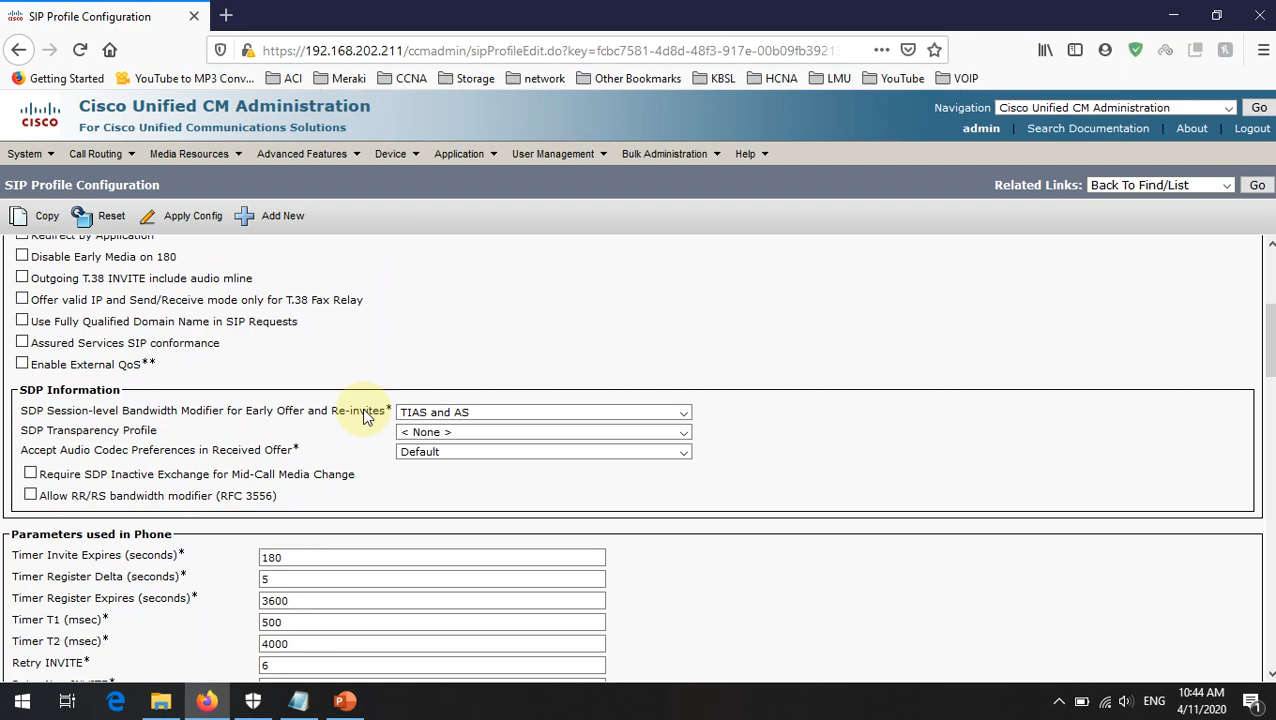 SIP Profile Configuration
https://192.168.202.211/ccmadmin/sipProfileEdit.do?key=fcbc7581-4d8d-48f3-917e-00b09fb3921
Getting Started YouTube to MP3 Conv... ACI Meraki CCNA Storage network Other Bookmarks KBSL HCNA LMU YouTube VOIP
CISCO
Cisco Unified CM Administration
For Cisco Unified Communications Solutions
Navigation Cisco Unified CM Administration Go
admin | Search Documentation | About | Logout
System Call Routing Media Resources Advanced Features Device Application User Management Bulk Administration Help
SIP Profile Configuration Related Links: Back To Find/List Go
Copy Reset Apply Config Add New
Redirect by Application
Disable Early Media on 180
Outgoing T.38 INVITE include audio mline
Offer valid IP and Send/Receive mode only for T.38 Fax Relay
Use Fully Qualified Domain Name in SIP Requests
Assured Services SIP conformance
Enable External QoS**
SDP Information
SDP Session-level Bandwidth Modifier for Early Offer and Re-invites* TIAS and AS
SDP Transparency Profile < None >
Accept Audio Codec Preferences in Received Offer* Default
Require SDP Inactive Exchange for Mid-Call Media Change
Allow RR/RS bandwidth modifier (RFC 3556)
Parameters used in Phone
Timer Invite Expires (seconds)* 180
Timer Register Delta (seconds)* 5
Timer Register Expires (seconds)* 3600
Timer T1 (msec)* 500
Timer T2 (msec)* 4000
Retry INVITE* 6
ENG
10:44 AM
4/11/2020
1